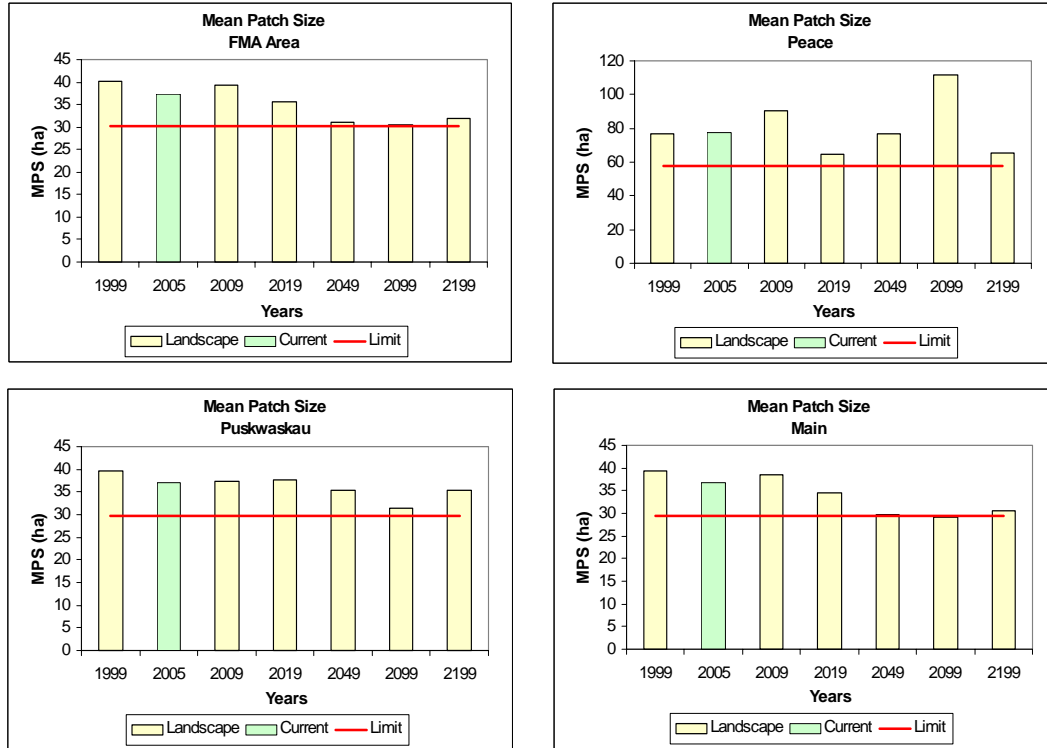 Mean Patch Size
FMA Area
MPS (ha)
45
40
35
30
25
20
15
10
5
0
1999 2005 2009 2019 2049 2099 2199
Years
Landscape Current Limit
Mean Patch Size
Peace
MPS (ha)
120
100
80
60
40
20
0
1999 2005 2009 2019 2049 2099 2199
Years
Landscape Current Limit
Mean Patch Size
Puskwaskau
MPS (ha)
45
40
35
30
25
20
15
10
5
0
1999 2005 2009 2019 2049 2099 2199
Years
Landscape Current Limit
Mean Patch Size
Main
MPS (ha)
45
40
35
30
25
20
15
10
5
0
1999 2005 2009 2019 2049 2099 2199
Years
Landscape Current Limit